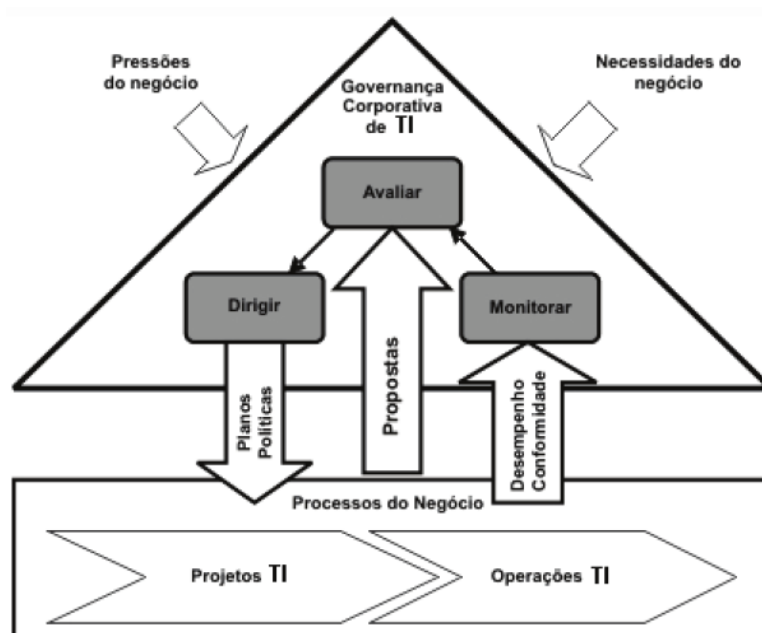 Pressões
do negócio
Necessidades do
negócio
Governança
Corporativa
de TI
Avaliar
Dirigir
Monitorar
Planos
Políticas
Propostas
Desempenho
Conformidade
Processos do Negócio
Projetos TI
Operações TI